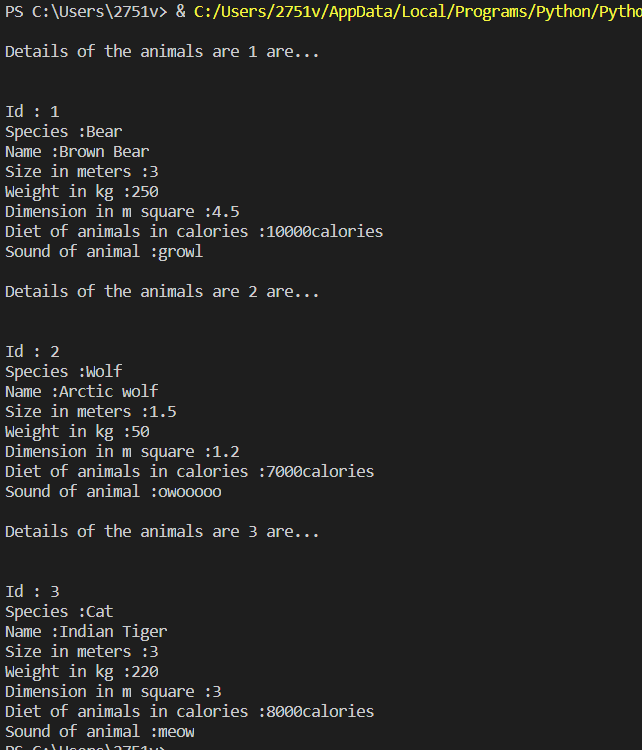 PS C:\Users\2751v> & C:/Users/2751v/AppData/Local/Programs/Python/Pytho
Details of the animals are 1 are...
Id : 1
Species :Bear
Name :Brown Bear
Size in meters :3
Weight in kg :250
Dimension in m square :4.5
Diet of animals in calories :10000calories
Sound of animal :growl
Details of the animals are 2 are...
Id : 2
Species :Wolf
Name :Arctic wolf
Size in meters :1.5
Weight in kg :50
Dimension in m square :1.2
Diet of animals in calories :7000calories
Sound of animal :owooooo
Details of the animals are 3 are...
Id : 3
Species :Cat
Name :Indian Tiger
Size in meters :3
Weight in kg :220
Dimension in m square :3
Diet of animals in calories :8000calories
Sound of animal :meow
PS C:\Users\2751v>